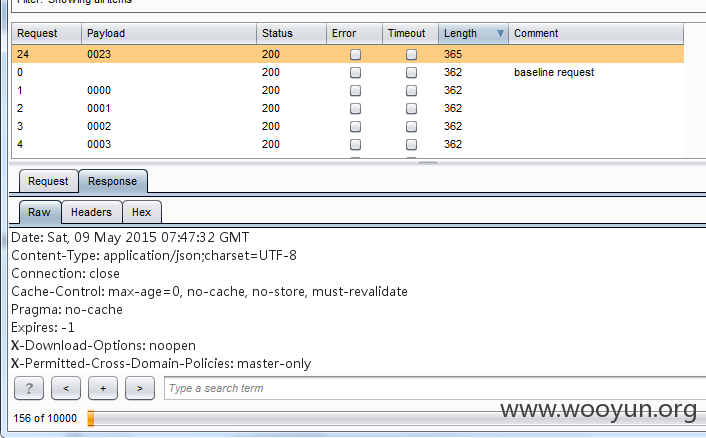 Filter: Showing all items
Request Payload Status Error Timeout Length Comment
24 0023 200 365
0 200 362 baseline request
1 0000 200 362
2 0001 200 362
3 0002 200 362
4 0003 200 362
Request Response
Raw Headers Hex
Date: Sat, 09 May 2015 07:47:32 GMT
Content-Type: application/json;charset=UTF-8
Connection: close
Cache-Control: max-age=0, no-cache, no-store, must-revalidate
Pragma: no-cache
Expires: -1
X-Download-Options: noopen
X-Permitted-Cross-Domain-Policies: master-only
? < + > Type a search term
156 of 10000
www.wooyun.org